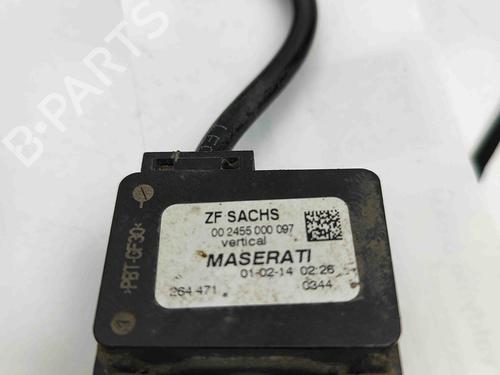 B-PARTS
ZF SACHS
00 2455 000 097
vertical
MASERATI
01-02-14 02:26
264 471
0344
>PBT-GF30<